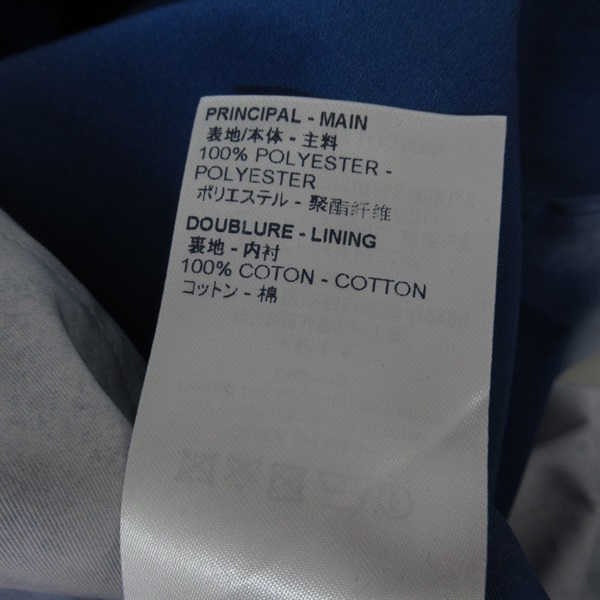 PRINCIPAL - MAIN
表地/本体 - 主料
100% POLYESTER -
POLYESTER
ポリエステル - 聚酯纤维
DOUBLURE - LINING
裏地 - 内衬
100% COTON - COTTON
コットン - 棉